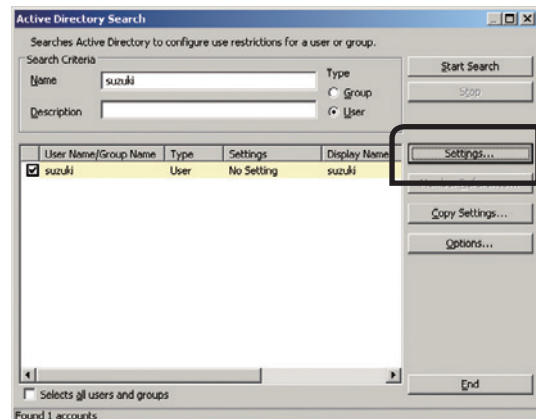 Active Directory Search
Searches Active Directory to configure use restrictions for a user or group.
Search Criteria
Name
suzuki
Type
Group
Description
User
Start Search
Stop
User Name/Group Name Type Settings Display Name
suzuki User No Setting suzuki
Settings...
Copy Settings...
Options...
Selects all users and groups
End
Found 1 accounts